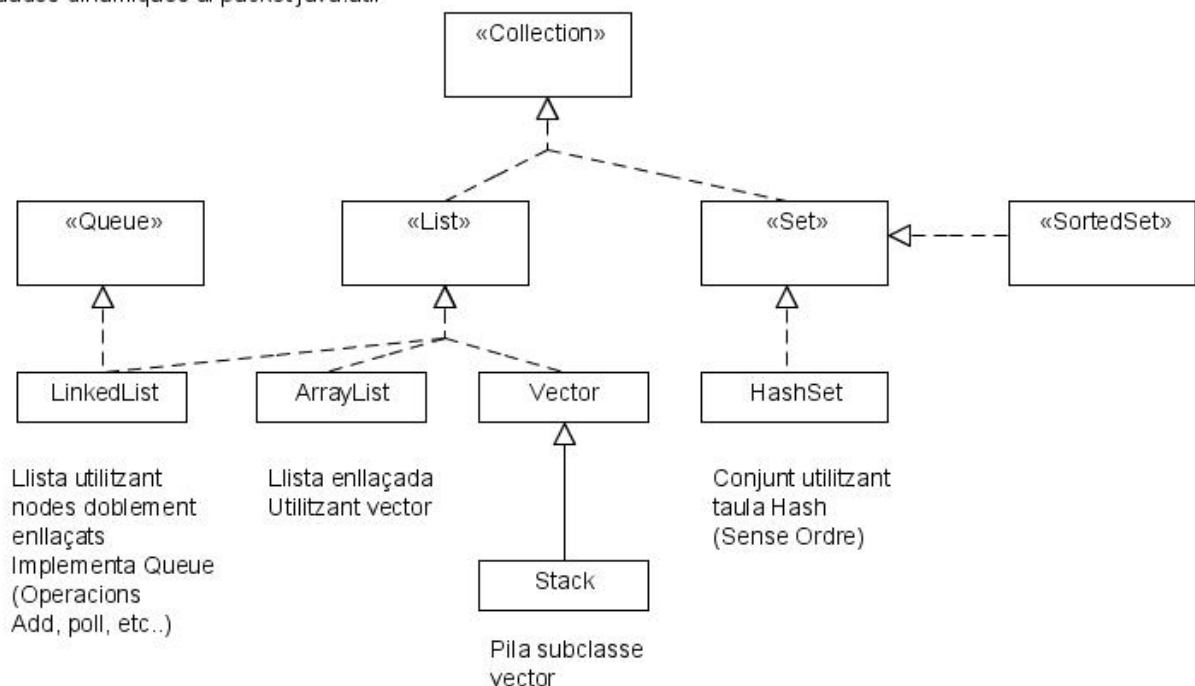 «Collection»
«Queue»
«List»
«Set»
«SortedSet»
LinkedList
ArrayList
Vector
HashSet
Llista utilitzant
nodes doblement
enllaçats
Implementa Queue
(Operacions
Add, poll, etc..)
Llista enllaçada
Utilitzant vector
Conjunt utilitzant
taula Hash
(Sense Ordre)
Stack
Pila subclasse
vector